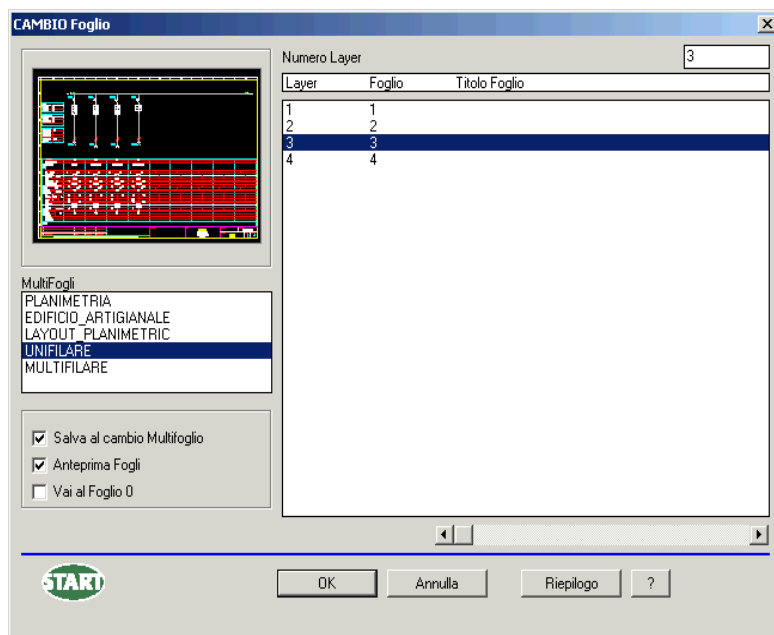 CAMBIO Foglio
Numero Layer
3
Layer Foglio Titolo Foglio
1 1
2 2
3 3
4 4
MultiFogli
PLANIMETRIA
EDIFICIO_ARTIGIANALE
LAYOUT_PLANIMETRIC
UNIFILARE
MULTIFILARE
Salva al cambio Multifoglio
Anteprima Fogli
Vai al Foglio 0
START
OK
Annulla
Riepilogo
?